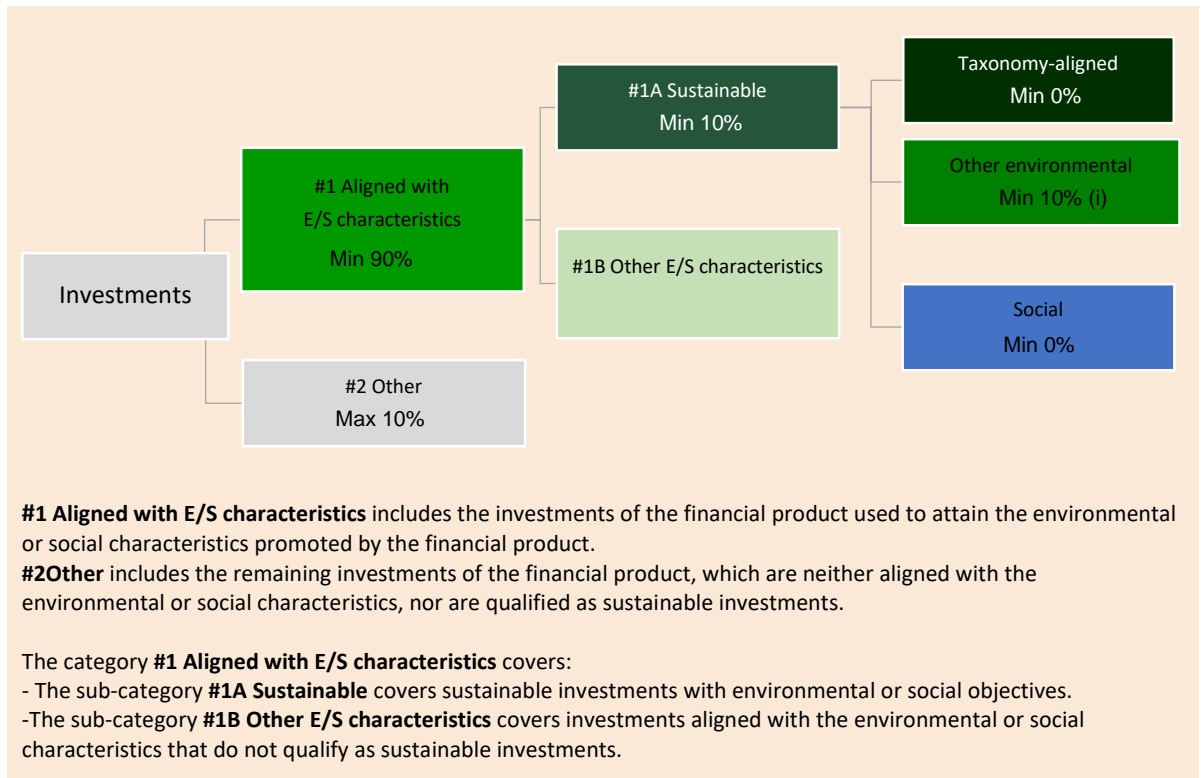 Investments
#1 Aligned with
E/S characteristics
Min 90%
#2 Other
Max 10%
#1A Sustainable
Min 10%
#1B Other E/S characteristics
Taxonomy-aligned
Min 0%
Other environmental
Min 10% (i)
Social
Min 0%
#1 Aligned with E/S characteristics includes the investments of the financial product used to attain the environmental
or social characteristics promoted by the financial product.
#2Other includes the remaining investments of the financial product, which are neither aligned with the
environmental or social characteristics, nor are qualified as sustainable investments.
The category #1 Aligned with E/S characteristics covers:
- The sub-category #1A Sustainable covers sustainable investments with environmental or social objectives.
-The sub-category #1B Other E/S characteristics covers investments aligned with the environmental or social
characteristics that do not qualify as sustainable investments.